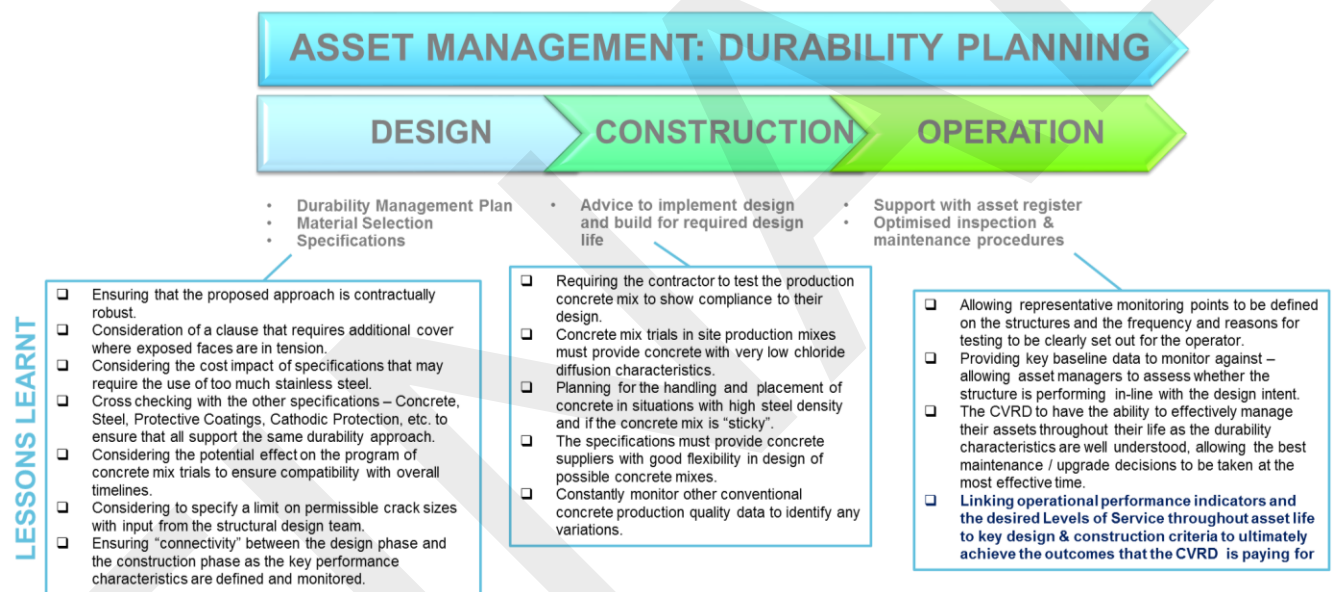 ASSET MANAGEMENT: DURABILITY PLANNING
DESIGN
CONSTRUCTION
OPERATION
• Durability Management Plan
• Material Selection
• Specifications
• Advice to implement design
and build for required design
life
• Support with asset register
• Optimised inspection &
maintenance procedures
LESSONS LEARNT
❑ Ensuring that the proposed approach is contractually
robust.
❑ Consideration of a clause that requires additional cover
where exposed faces are in tension.
❑ Considering the cost impact of specifications that may
require the use of too much stainless steel.
❑ Cross checking with the other specifications – Concrete,
Steel, Protective Coatings, Cathodic Protection, etc. to
ensure that all support the same durability approach.
❑ Considering the potential effect on the program of
concrete mix trials to ensure compatibility with overall
timelines.
❑ Considering to specify a limit on permissible crack sizes
with input from the structural design team.
❑ Ensuring “connectivity” between the design phase and
the construction phase as the key performance
characteristics are defined and monitored.
❑ Requiring the contractor to test the production
concrete mix to show compliance to their
design.
❑ Concrete mix trials in site production mixes
must provide concrete with very low chloride
diffusion characteristics.
❑ Planning for the handling and placement of
concrete in situations with high steel density
and if the concrete mix is “sticky”.
❑ The specifications must provide concrete
suppliers with good flexibility in design of
possible concrete mixes.
❑ Constantly monitor other conventional
concrete production quality data to identify any
variations.
❑ Allowing representative monitoring points to be defined
on the structures and the frequency and reasons for
testing to be clearly set out for the operator.
❑ Providing key baseline data to monitor against –
allowing asset managers to assess whether the
structure is performing in-line with the design intent.
❑ The CVRD to have the ability to effectively manage
their assets throughout their life as the durability
characteristics are well understood, allowing the best
maintenance / upgrade decisions to be taken at the
most effective time.
❑ Linking operational performance indicators and
the desired Levels of Service throughout asset life
to key design & construction criteria to ultimately
achieve the outcomes that the CVRD is paying for